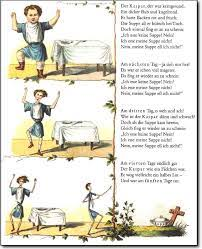 Der Kaspar, der war kerngesund,
Ein dicker Bub und kugelrund.
Er hatte Backen rot und frisch;
Die Suppe aß er hübsch bei Tisch.
Doch einmal fing er an zu schrein:
„Ich esse keine Suppe! Nein!
Ich esse meine Suppe nicht!
Nein, meine Suppe eß ich nicht!"
Am nächsten Tag — ja sieh nur her!
Da war er schon viel magrer.
Da fing er wieder an zu schrein:
„Ich esse keine Suppe! Nein!
Ich esse meine Suppe nicht!
Nein, meine Suppe eß ich nicht!"
Am dritten Tag, o weh und ach!
Wie ist der Kaspar dünn und schwach!
Doch als die Suppe kam herein,
Gleich fing er wieder an zu schrein:
„Ich esse keine Suppe! Nein!
Ich esse meine Suppe nicht!
Nein, meine Suppe eß ich nicht!"
Am vierten Tage endlich gar
Der Kaspar wie ein Fädchen war.
Er wog vielleicht ein halbes Lot —
Und war am fünften Tage tot.